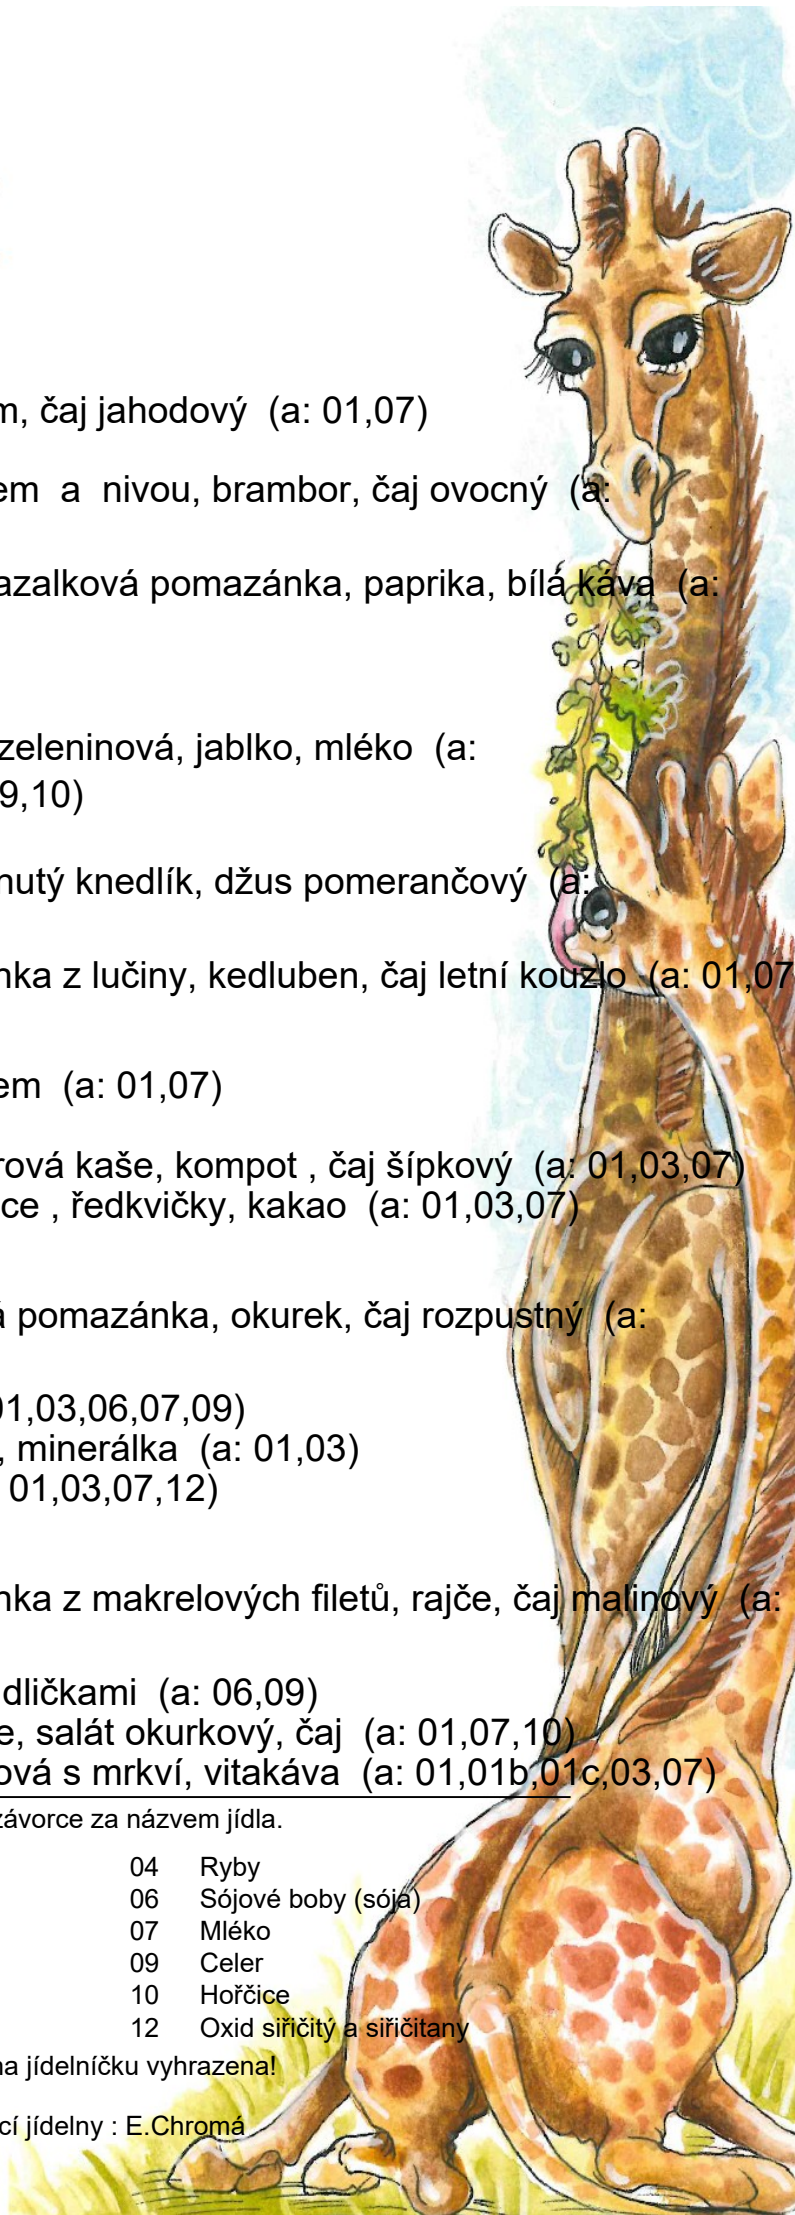 m, čaj jahodový (a: 01,07)
em a nivou, brambor, čaj ovocný (a:
azalková pomazánka, paprika, bílá káva (a:
zeleninová, jablko, mléko (a:
9,10)
nutý knedlík, džus pomerančový (a:
nka z lučiny, kedluben, čaj letní kouzlo (a: 01,07
em (a: 01,07)
rová kaše, kompot , čaj šípkový (a: 01,03,07)
ce , ředkvičky, kakao (a: 01,03,07)
á pomazánka, okurek, čaj rozpustný (a:
01,03,06,07,09)
, minerálka (a: 01,03)
01,03,07,12)
nka z makrelových filetů, rajče, čaj malinový (a:
dličkami (a: 06,09)
e, salát okurkový, čaj (a: 01,07,10)
ová s mrkví, vitakáva (a: 01,01b,01c,03,07)
závorce za názvem jídla.
04 Ryby
06 Sójové boby (sója)
07 Mléko
09 Celer
10 Hořčice
12 Oxid siřičitý a siřičitany
na jídelníčku vyhrazena!
cí jídelny : E.Chromá